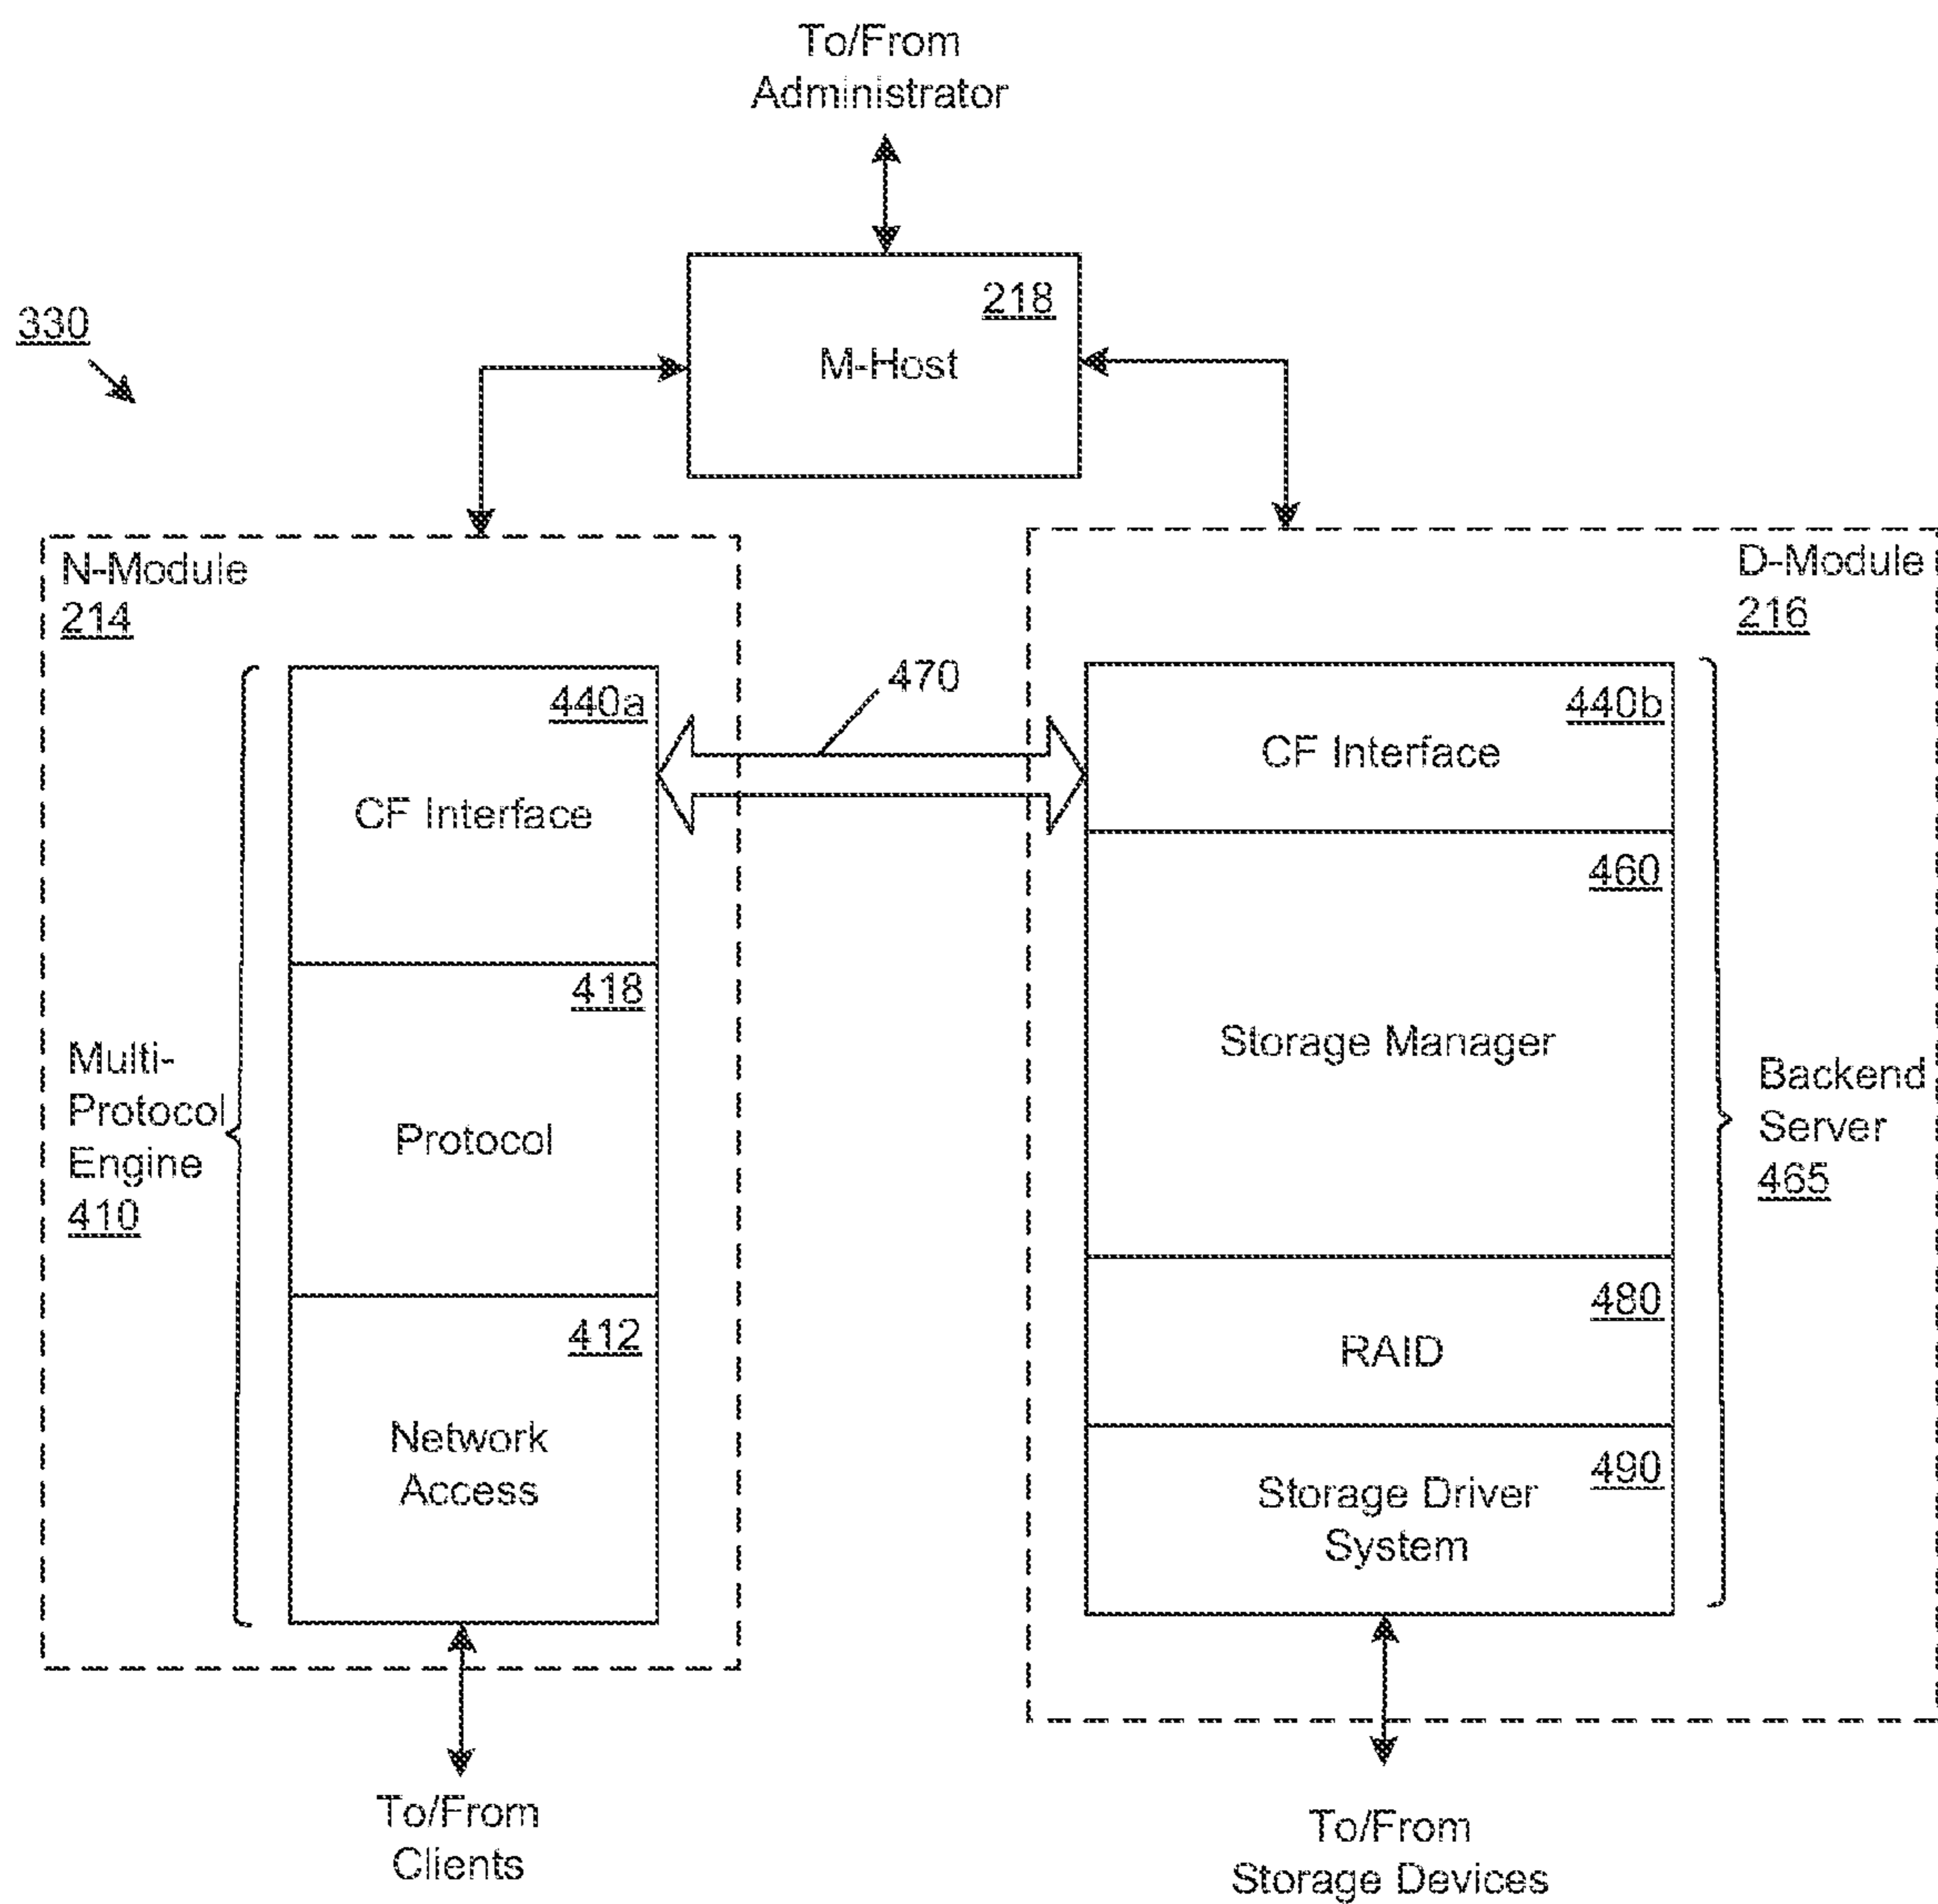 To/From
Administrator
330
218
M-Host
N-Module
214
D-Module
216
470
440a
CF Interface
418
Protocol
412
Network
Access
Multi-
Protocol
Engine
410
440b
CF Interface
460
Storage Manager
480
RAID
490
Storage Driver
System
Backend
Server
465
To/From
Clients
To/From
Storage Devices